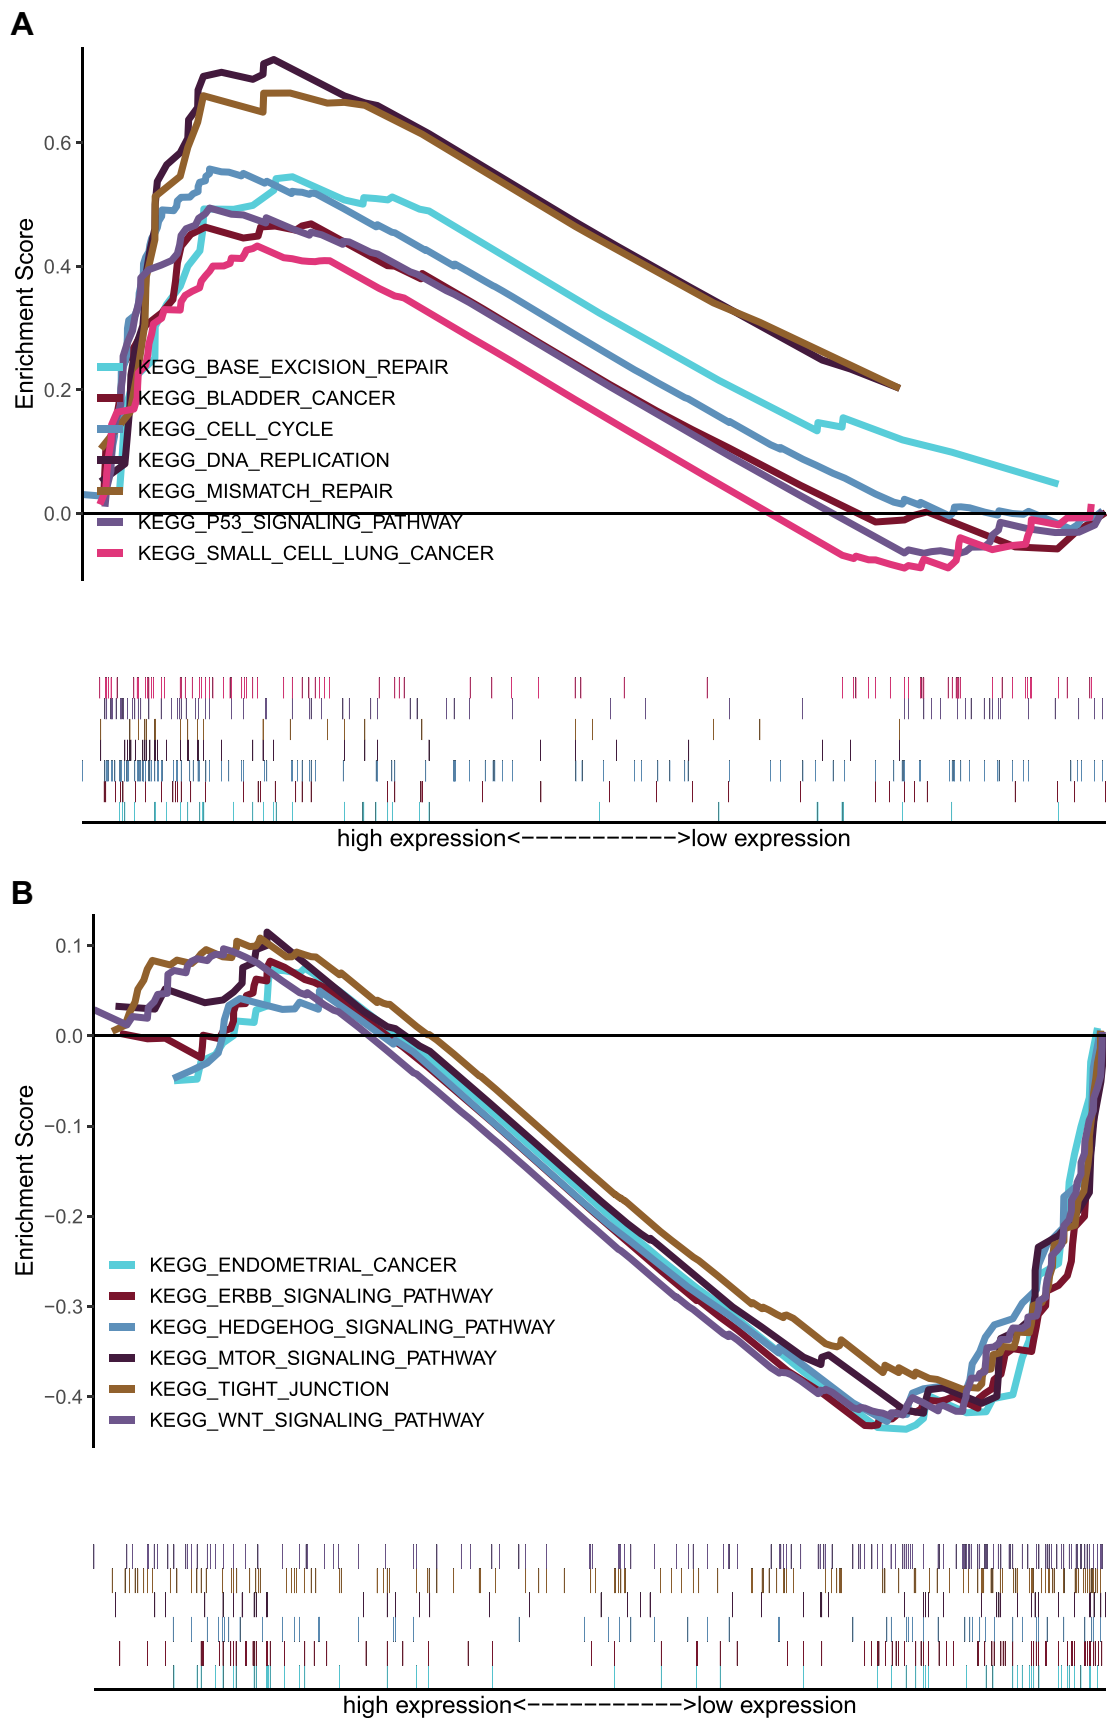 A
Enrichment Score
0.6
0.4
0.2
0.0
KEGG_BASE_EXCISION_REPAIR
KEGG_BLADDER_CANCER
KEGG_CELL_CYCLE
KEGG_DNA_REPLICATION
KEGG_MISMATCH_REPAIR
KEGG_P53_SIGNALING_PATHWAY
KEGG_SMALL_CELL_LUNG_CANCER
high expression<−−−−−−−−−−−>low expression
B
Enrichment Score
0.1
0.0
−0.1
−0.2
−0.3
−0.4
KEGG_ENDOMETRIAL_CANCER
KEGG_ERBB_SIGNALING_PATHWAY
KEGG_HEDGEHOG_SIGNALING_PATHWAY
KEGG_MTOR_SIGNALING_PATHWAY
KEGG_TIGHT_JUNCTION
KEGG_WNT_SIGNALING_PATHWAY
high expression<−−−−−−−−−−−>low expression